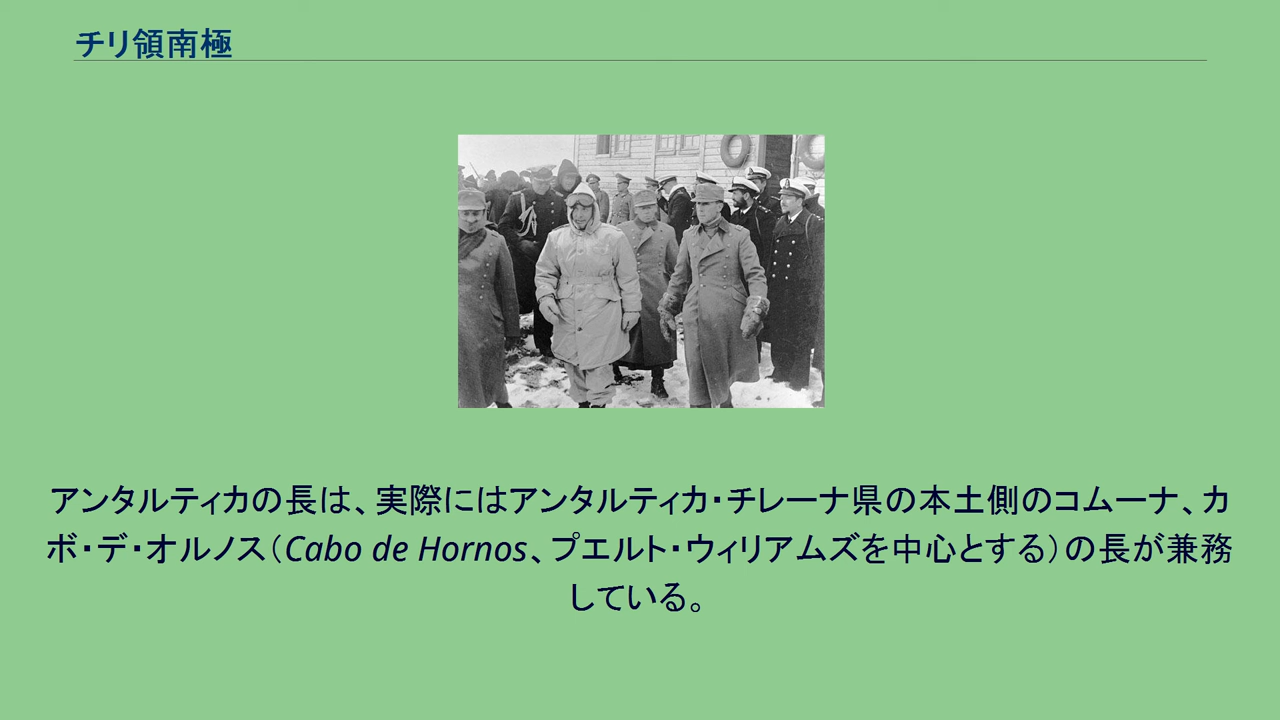 チリ領南極
アンタルティカの長は、実際にはアンタルティカ・チレーナ県の本土側のコムーナ、カ
ボ・デ・オルノス（Cabo de Hornos、プエルト・ウィリアムズを中心とする）の長が兼務
している。